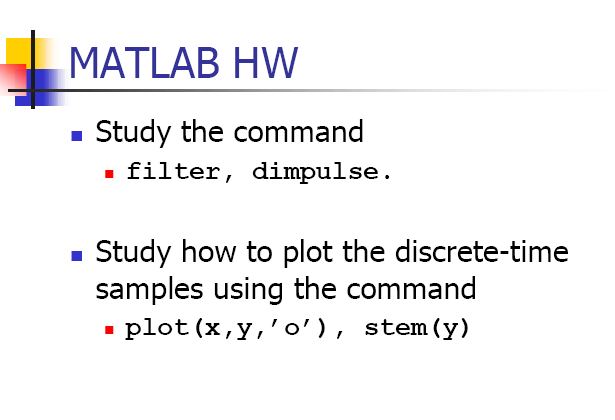 MATLAB HW
Study the command
filter, dimpulse.
Study how to plot the discrete-time
samples using the command
plot(x,y,’o’), stem(y)